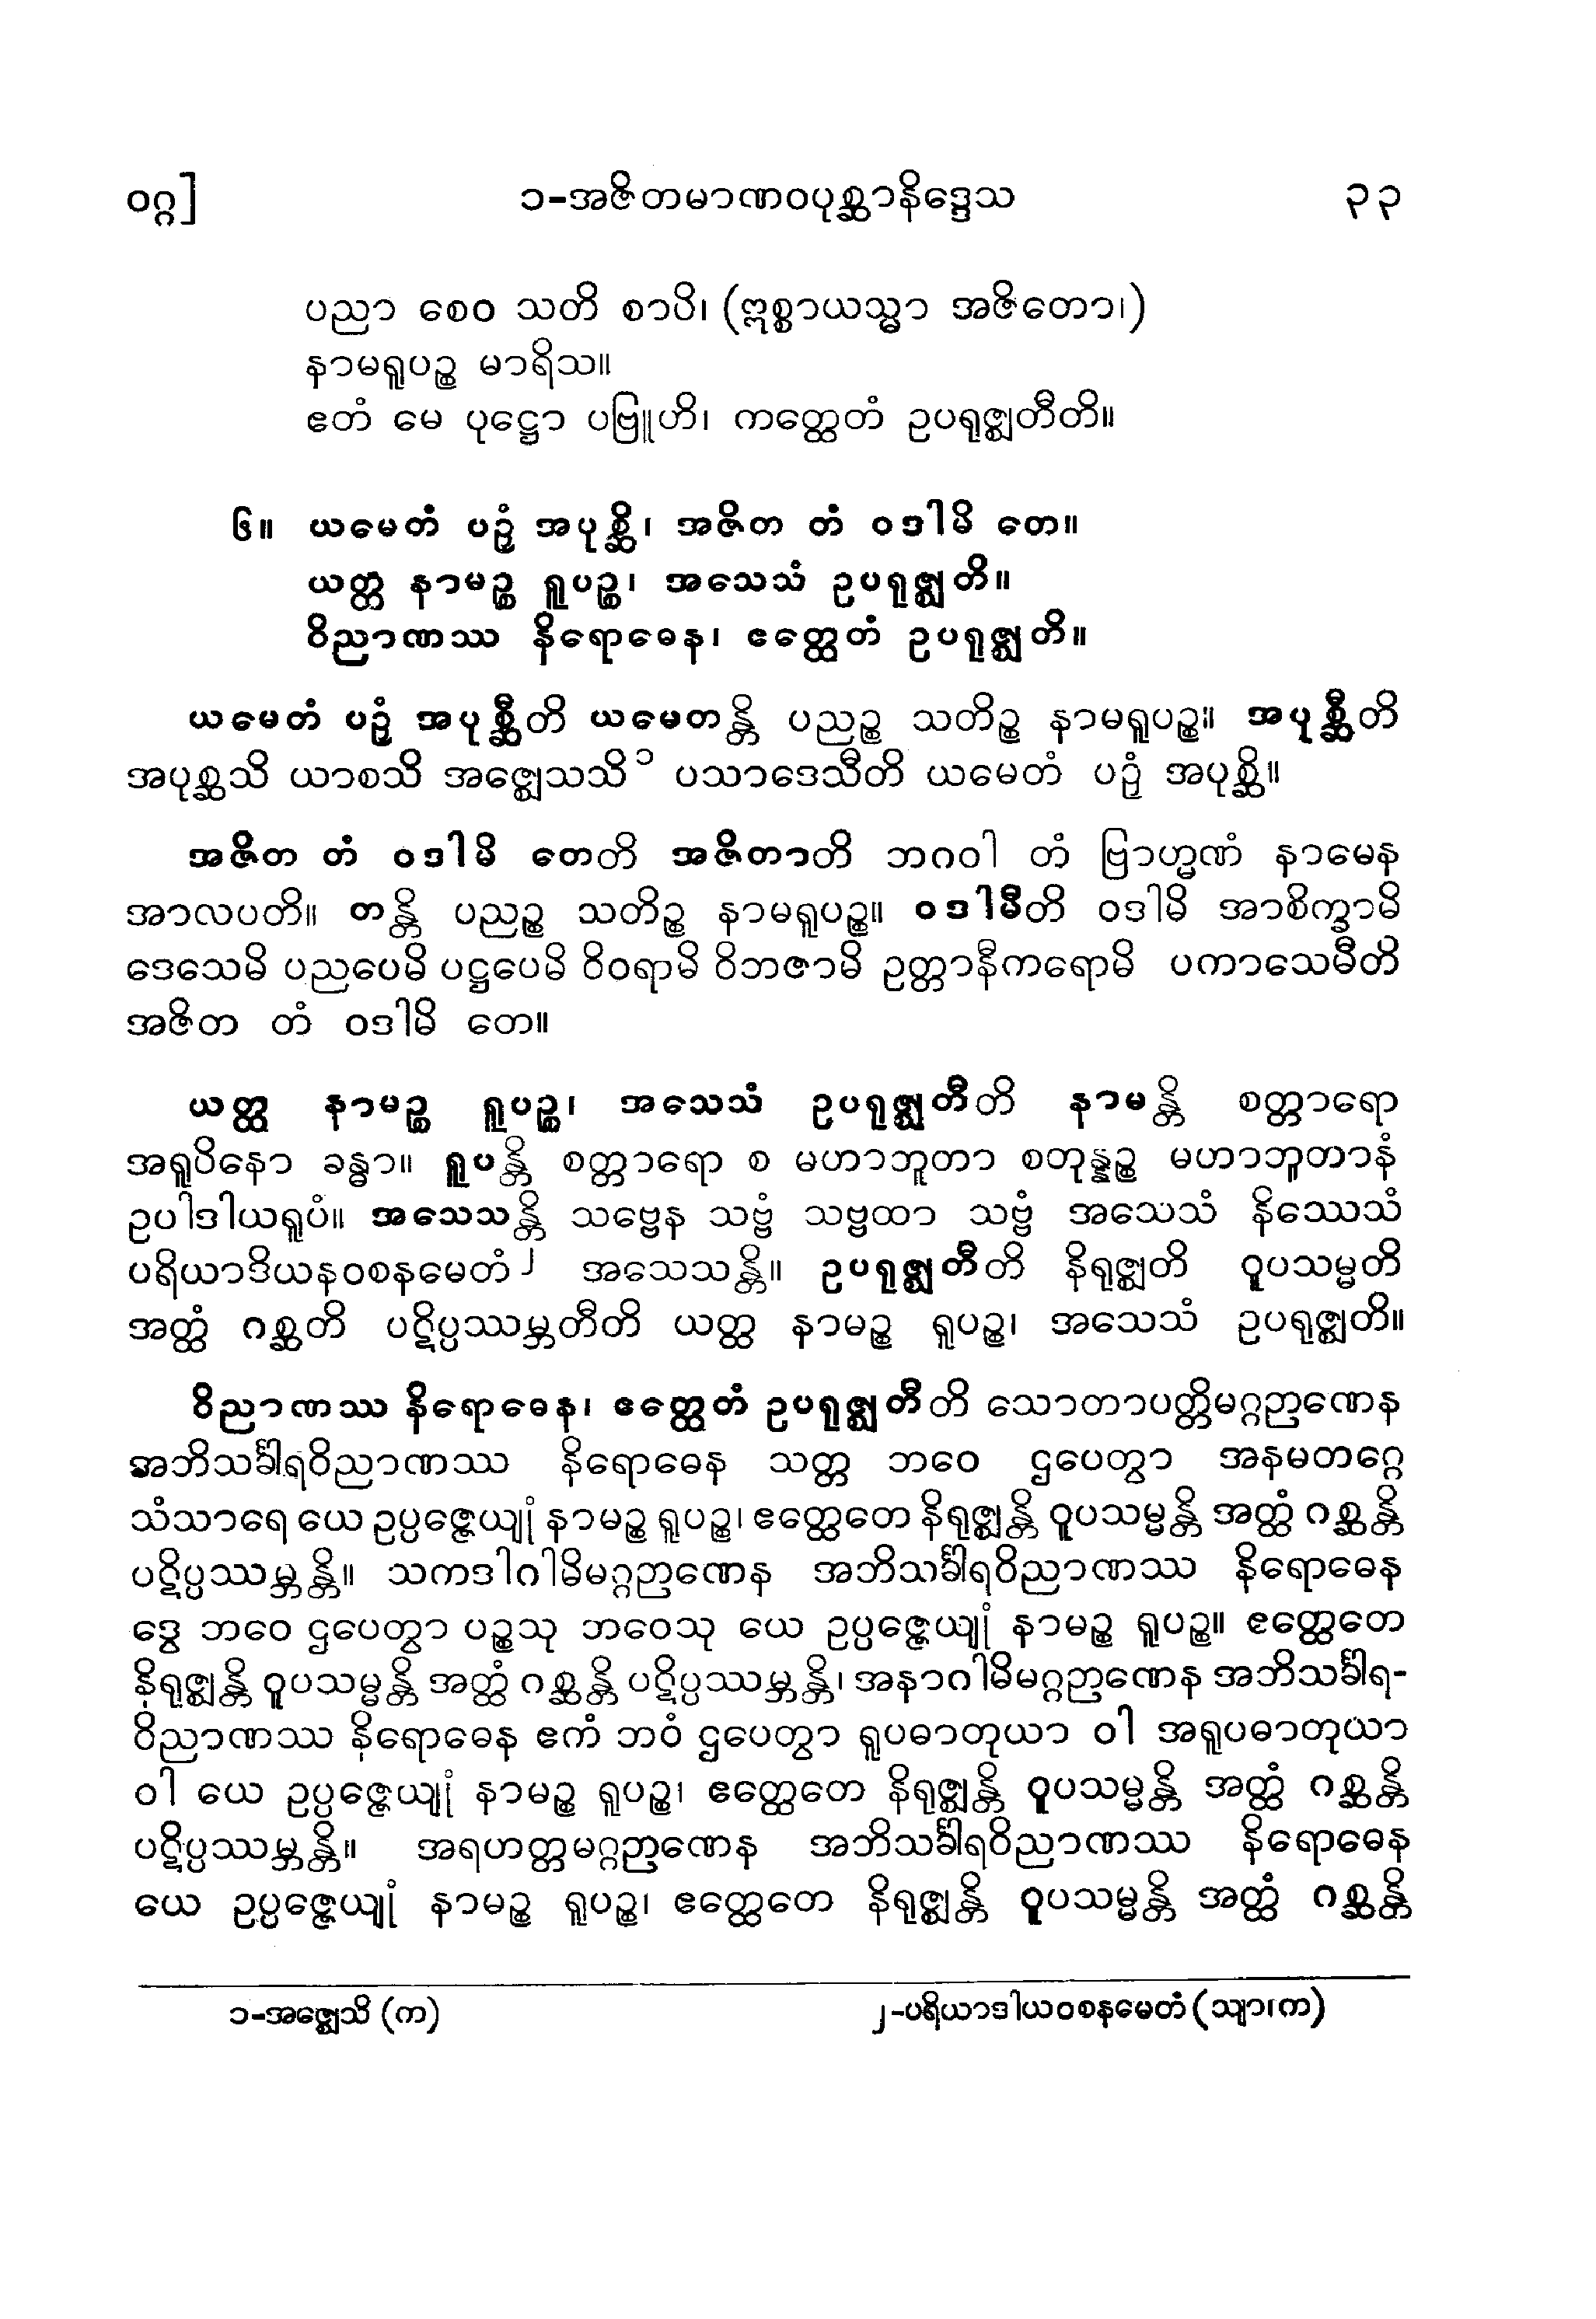 ဝဂ္ဂ] ၁-အဇိတမာဏဝပုစ္ဆာနိဒ္ဒေသ ၃၃
ပညာ စေဝ သတိ စာပိ၊ (ဣစ္စာယသ္မာ အဇိတော၊)
နာမရူပဉ္စ မာရိသ။
ဧတံ မေ ပုဋ္ဌော ပဗြူဟိ၊ ကတ္ထေတံ ဥပရုဇ္ဈတီတိ။
၆။ ယမေတံ ပဉှံ အပုစ္ဆိ၊ အဇိတ တံ ဝဒါမိ တေ။
ယတ္ထ နာမဉ္စ ရူပဉ္စ၊ အသေသံ ဥပရုဇ္ဈတိ။
ဝိညာဏဿ နိရောဓေန၊ ဧတ္ထေတံ ဥပရုဇ္ဈတိ။
ယမေတံ ပဉှံ အပုစ္ဆီတိ ယမေတန္တိ ပညဉ္စ သတိဉ္စ နာမရူပဉ္စ။ အပုစ္ဆီတိ
အပုစ္ဆသိ ယာစသိ အဇ္ဈေသသိ ၁ ပသာဒေသီတိ ယမေတံ ပဉှံ အပုစ္ဆိ။
အဇိတ တံ ဝဒါမိ တေတိ အဇိတာတိ ဘဂဝါ တံ ဗြာဟ္မဏံ နာမေန
အာလပတိ။ တန္တိ ပညဉ္စ သတိဉ္စ နာမရူပဉ္စ။ ဝဒါမီတိ ဝဒါမိ အာစိက္ခာမိ
ဒေသေမိ ပညပေမိ ပဋ္ဌပေမိ ဝိဝရာမိ ဝိဘဇာမိ ဥတ္တာနီကရောမိ ပကာသေမီတိ
အဇိတ တံ ဝဒါမိ တေ။
ယတ္ထ နာမဉ္စ ရူပဉ္စ၊ အသေသံ ဥပရုဇ္ဈတီတိ နာမန္တိ စတ္တာရော
အရူပိနော ခန္ဓာ။ ရူပန္တိ စတ္တာရော စ မဟာဘူတာ စတုန္နဉ္စ မဟာဘူတာနံ
ဥပါဒါယရူပံ။ အသေသန္တိ သဗ္ဗေန သဗ္ဗံ သဗ္ဗထာ သဗ္ဗံ အသေသံ နိဿေသံ
ပရိယာဒိယနဝစနမေတံ ၂ အသေသန္တိ။ ဥပရုဇ္ဈတီတိ နိရုဇ္ဈတိ ဝူပသမ္မတိ
အတ္ထံ ဂစ္ဆတိ ပဋိပ္ပဿမ္ဘတီတိ ယတ္ထ နာမဉ္စ ရူပဉ္စ၊ အသေသံ ဥပရုဇ္ဈတိ။
ဝိညာဏဿ နိရောဓေန၊ ဧတ္ထေတံ ဥပရုဇ္ဈတီတိ သောတာပတ္တိမဂ္ဂဉာဏေန
အဘိသင်္ခါရဝိညာဏဿ နိရောဓေန သတ္တ ဘဝေ ဌပေတွာ အနမတဂ္ဂေ
သံသာရေ ယေ ဥပ္ပဇ္ဇေယျုံ နာမဉ္စ ရူပဉ္စ၊ ဧတ္ထေတေ နိရုဇ္ဈန္တိ ဝူပသမ္မန္တိ အတ္ထံ ဂစ္ဆန္တိ
ပဋိပ္ပဿမ္ဘန္တိ။ သကဒါဂါမိမဂ္ဂဉာဏေန အဘိသင်္ခါရဝိညာဏဿ နိရောဓေန
ဒွေ ဘဝေ ဌပေတွာ ပဉ္စသု ဘဝေသု ယေ ဥပ္ပဇ္ဇေယျုံ နာမဉ္စ ရူပဉ္စ။ ဧတ္ထေတေ
နိရုဇ္ဈန္တိ ဝူပသမ္မန္တိ အတ္ထံ ဂစ္ဆန္တိ ပဋိပ္ပဿမ္ဘန္တိ၊ အနာဂါမိမဂ္ဂဉာဏေန အဘိသင်္ခါရ-
ဝိညာဏဿ နိရောဓေန ဧကံ ဘဝံ ဌပေတွာ ရူပဓာတုယာ ဝါ အရူပဓာတုယာ
ဝါ ယေ ဥပ္ပဇ္ဇေယျုံ နာမဉ္စ ရူပဉ္စ၊ ဧတ္ထေတေ နိရုဇ္ဈန္တိ ဝူပသမ္မန္တိ အတ္ထံ ဂစ္ဆန္တိ
ပဋိပ္ပဿမ္ဘန္တိ။ အရဟတ္တမဂ္ဂဉာဏေန အဘိသင်္ခါရဝိညာဏဿ နိရောဓေန
ယေ ဥပ္ပဇ္ဇေယျုံ နာမဉ္စ ရူပဉ္စ၊ ဧတ္ထေတေ နိရုဇ္ဈန္တိ ဝူပသမ္မန္တိ အတ္ထံ ဂစ္ဆန္တိ
၁-အဇ္ဈေသိ (က) ၂-ပရိယာဒါယဝစနမေတံ (သျာ၊က)